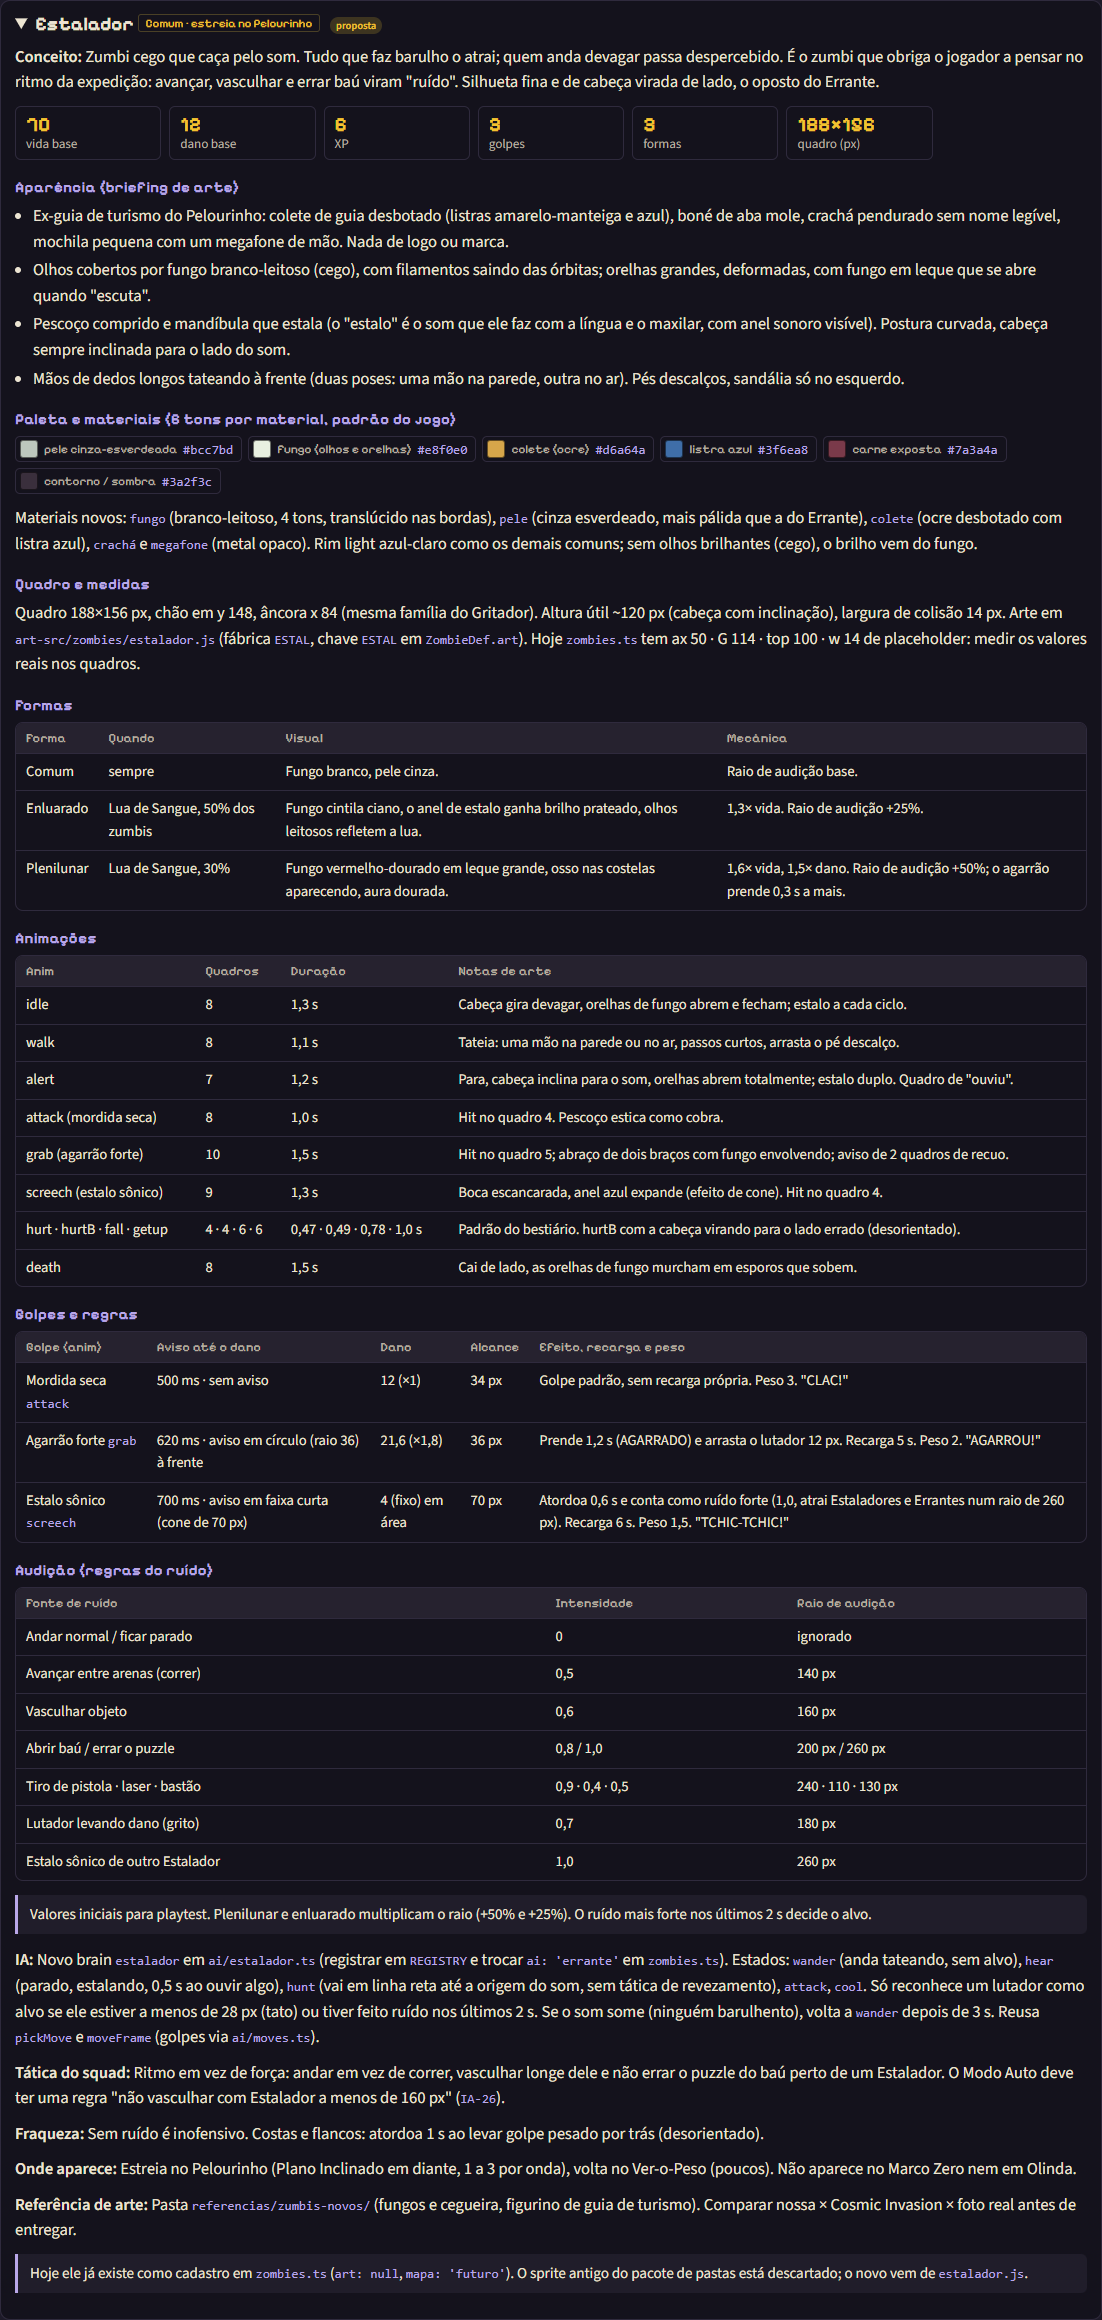 ▼ Estalador Comum · estreia no Pelourinho proposta
Conceito: Zumbi cego que caça pelo som. Tudo que faz barulho o atrai; quem anda devagar passa despercebido. É o zumbi que obriga o jogador a pensar no
ritmo da expedição: avançar, vasculhar e errar baú viram "ruído". Silhueta fina e de cabeça virada de lado, o oposto do Errante.
70
vida base
12
dano base
6
XP
3
golpes
3
formas
188×156
quadro (px)
Aparência (briefing de arte)
• Ex-guia de turismo do Pelourinho: colete de guia desbotado (listras amarelo-manteiga e azul), boné de aba mole, crachá pendurado sem nome legível,
mochila pequena com um megafone de mão. Nada de logo ou marca.
• Olhos cobertos por fungo branco-leitoso (cego), com filamentos saindo das órbitas; orelhas grandes, deformadas, com fungo em leque que se abre
quando "escuta".
• Pescoço comprido e mandíbula que estala (o "estalo" é o som que ele faz com a língua e o maxilar, com anel sonoro visível). Postura curvada, cabeça
sempre inclinada para o lado do som.
• Mãos de dedos longos tateando à frente (duas poses: uma mão na parede, outra no ar). Pés descalços, sandália só no esquerdo.
Paleta e materiais (6 tons por material, padrão do jogo)
pele cinza-esverdeada #bcc7bd
fungo (olhos e orelhas) #e8f0e0
colete (ocre) #d6a64a
listra azul #3f6ea8
carne exposta #7a3a4a
contorno / sombra #3a2f3c
Materiais novos: fungo (branco-leitoso, 4 tons, translúcido nas bordas), pele (cinza esverdeado, mais pálida que a do Errante), colete (ocre desbotado com
listra azul), crachá e megafone (metal opaco). Rim light azul-claro como os demais comuns; sem olhos brilhantes (cego), o brilho vem do fungo.
Quadro e medidas
Quadro 188×156 px, chão em y 148, âncora x 84 (mesma família do Gritador). Altura útil ~120 px (cabeça com inclinação), largura de colisão 14 px. Arte em
art-src/zombies/estalador.js (fábrica ESTAL, chave ESTAL em ZombieDef.art). Hoje zombies.ts tem ax 50 · G 114 · top 100 · w 14 de placeholder: medir os valores
reais nos quadros.
Formas
Forma Quando Visual Mecânica
Comum sempre Fungo branco, pele cinza. Raio de audição base.
Enluarado Lua de Sangue, 50% dos Fungo cintila ciano, o anel de estalo ganha brilho prateado, olhos 1,3× vida. Raio de audição +25%.
zumbis leitosos refletem a lua.
Plenilunar Lua de Sangue, 30% Fungo vermelho-dourado em leque grande, osso nas costelas 1,6× vida, 1,5× dano. Raio de audição +50%; o agarrão
aparecendo, aura dourada. prende 0,3 s a mais.
Animações
Anim Quadros Duração Notas de arte
idle 8 1,3 s Cabeça gira devagar, orelhas de fungo abrem e fecham; estalo a cada ciclo.
walk 8 1,1 s Tateia: uma mão na parede ou no ar, passos curtos, arrasta o pé descalço.
alert 7 1,2 s Para, cabeça inclina para o som, orelhas abrem totalmente; estalo duplo. Quadro de "ouviu".
attack (mordida seca) 8 1,0 s Hit no quadro 4. Pescoço estica como cobra.
grab (agarrão forte) 10 1,5 s Hit no quadro 5; abraço de dois braços com fungo envolvendo; aviso de 2 quadros de recuo.
screech (estalo sônico) 9 1,3 s Boca escancarada, anel azul expande (efeito de cone). Hit no quadro 4.
hurt · hurtB · fall · getup 4 · 4 · 6 · 6 0,47 · 0,49 · 0,78 · 1,0 s Padrão do bestiário. hurtB com a cabeça virando para o lado errado (desorientado).
death 8 1,5 s Cai de lado, as orelhas de fungo murcham em esporos que sobem.
Golpes e regras
Golpe (anim) Aviso até o dano Dano Alcance Efeito, recarga e peso
Mordida seca 500 ms · sem aviso 12 (×1) 34 px Golpe padrão, sem recarga própria. Peso 3. "CLAC!"
attack
Agarrão forte grab 620 ms · aviso em círculo (raio 36) 21,6 (×1,8) 36 px Prende 1,2 s (AGARRADO) e arrasta o lutador 12 px. Recarga 5 s. Peso 2. "AGARROU!"
à frente
Estalo sônico 700 ms · aviso em faixa curta 4 (fixo) em 70 px Atordoa 0,6 s e conta como ruído forte (1,0, atrai Estaladores e Errantes num raio de 260
screech (cone de 70 px) área px). Recarga 6 s. Peso 1,5. "TCHIC-TCHIC!"
Audição (regras do ruído)
Fonte de ruído Intensidade Raio de audição
Andar normal / ficar parado 0 ignorado
Avançar entre arenas (correr) 0,5 140 px
Vasculhar objeto 0,6 160 px
Abrir baú / errar o puzzle 0,8 / 1,0 200 px / 260 px
Tiro de pistola · laser · bastão 0,9 · 0,4 · 0,5 240 · 110 · 130 px
Lutador levando dano (grito) 0,7 180 px
Estalo sônico de outro Estalador 1,0 260 px
Valores iniciais para playtest. Plenilunar e enluarado multiplicam o raio (+50% e +25%). O ruído mais forte nos últimos 2 s decide o alvo.
IA: Novo brain estalador em ai/estalador.ts (registrar em REGISTRY e trocar ai: 'errante' em zombies.ts). Estados: wander (anda tateando, sem alvo), hear
(parado, estalando, 0,5 s ao ouvir algo), hunt (vai em linha reta até a origem do som, sem tática de revezamento), attack, cool. Só reconhece um lutador como
alvo se ele estiver a menos de 28 px (tato) ou tiver feito ruído nos últimos 2 s. Se o som some (ninguém barulhento), volta a wander depois de 3 s. Reusa
pickMove e moveFrame (golpes via ai/moves.ts).
Tática do squad: Ritmo em vez de força: andar em vez de correr, vasculhar longe dele e não errar o puzzle do baú perto de um Estalador. O Modo Auto deve
ter uma regra "não vasculhar com Estalador a menos de 160 px" (IA-26).
Fraqueza: Sem ruído é inofensivo. Costas e flancos: atordoa 1 s ao levar golpe pesado por trás (desorientado).
Onde aparece: Estreia no Pelourinho (Plano Inclinado em diante, 1 a 3 por onda), volta no Ver-o-Peso (poucos). Não aparece no Marco Zero nem em Olinda.
Referência de arte: Pasta referencias/zumbis-novos/ (fungos e cegueira, figurino de guia de turismo). Comparar nossa × Cosmic Invasion × foto real antes de
entregar.
Hoje ele já existe como cadastro em zombies.ts (art: null, mapa: 'futuro'). O sprite antigo do pacote de pastas está descartado; o novo vem de estalador.js.